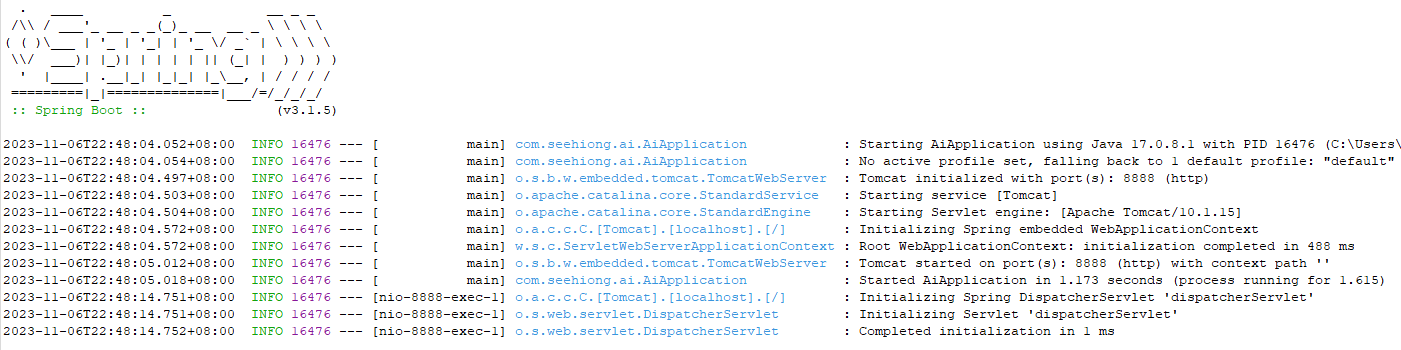 .   ____          _            __ _ _
 /\\ / ___'_ __ _ _(_)_ __  __ _ \ \ \ \
( ( )\___ | '_ | '_| | '_ \/ _` | \ \ \ \
 \\/  ___)| |_)| | | | | || (_| |  ) ) ) )
  '  |____| .__|_| |_|_| |_\__, | / / / /
 =========|_|==============|___/=/_/_/_/
 :: Spring Boot ::                (v3.1.5)

2023-11-06T22:48:04.052+08:00  INFO 16476 --- [           main] com.seehiong.ai.AiApplication            : Starting AiApplication using Java 17.0.8.1 with PID 16476 (C:\Users\
2023-11-06T22:48:04.054+08:00  INFO 16476 --- [           main] com.seehiong.ai.AiApplication            : No active profile set, falling back to 1 default profile: "default"
2023-11-06T22:48:04.497+08:00  INFO 16476 --- [           main] o.s.b.w.embedded.tomcat.TomcatWebServer  : Tomcat initialized with port(s): 8888 (http)
2023-11-06T22:48:04.503+08:00  INFO 16476 --- [           main] o.apache.catalina.core.StandardService   : Starting service [Tomcat]
2023-11-06T22:48:04.504+08:00  INFO 16476 --- [           main] o.apache.catalina.core.StandardEngine    : Starting Servlet engine: [Apache Tomcat/10.1.15]
2023-11-06T22:48:04.572+08:00  INFO 16476 --- [           main] o.a.c.c.C.[Tomcat].[localhost].[/]       : Initializing Spring embedded WebApplicationContext
2023-11-06T22:48:04.572+08:00  INFO 16476 --- [           main] w.s.c.ServletWebServerApplicationContext : Root WebApplicationContext: initialization completed in 488 ms
2023-11-06T22:48:05.012+08:00  INFO 16476 --- [           main] o.s.b.w.embedded.tomcat.TomcatWebServer  : Tomcat started on port(s): 8888 (http) with context path ''
2023-11-06T22:48:05.018+08:00  INFO 16476 --- [           main] com.seehiong.ai.AiApplication            : Started AiApplication in 1.173 seconds (process running for 1.615)
2023-11-06T22:48:14.751+08:00  INFO 16476 --- [nio-8888-exec-1] o.a.c.c.C.[Tomcat].[localhost].[/]       : Initializing Spring DispatcherServlet 'dispatcherServlet'
2023-11-06T22:48:14.751+08:00  INFO 16476 --- [nio-8888-exec-1] o.s.web.servlet.DispatcherServlet        : Initializing Servlet 'dispatcherServlet'
2023-11-06T22:48:14.752+08:00  INFO 16476 --- [nio-8888-exec-1] o.s.web.servlet.DispatcherServlet        : Completed initialization in 1 ms